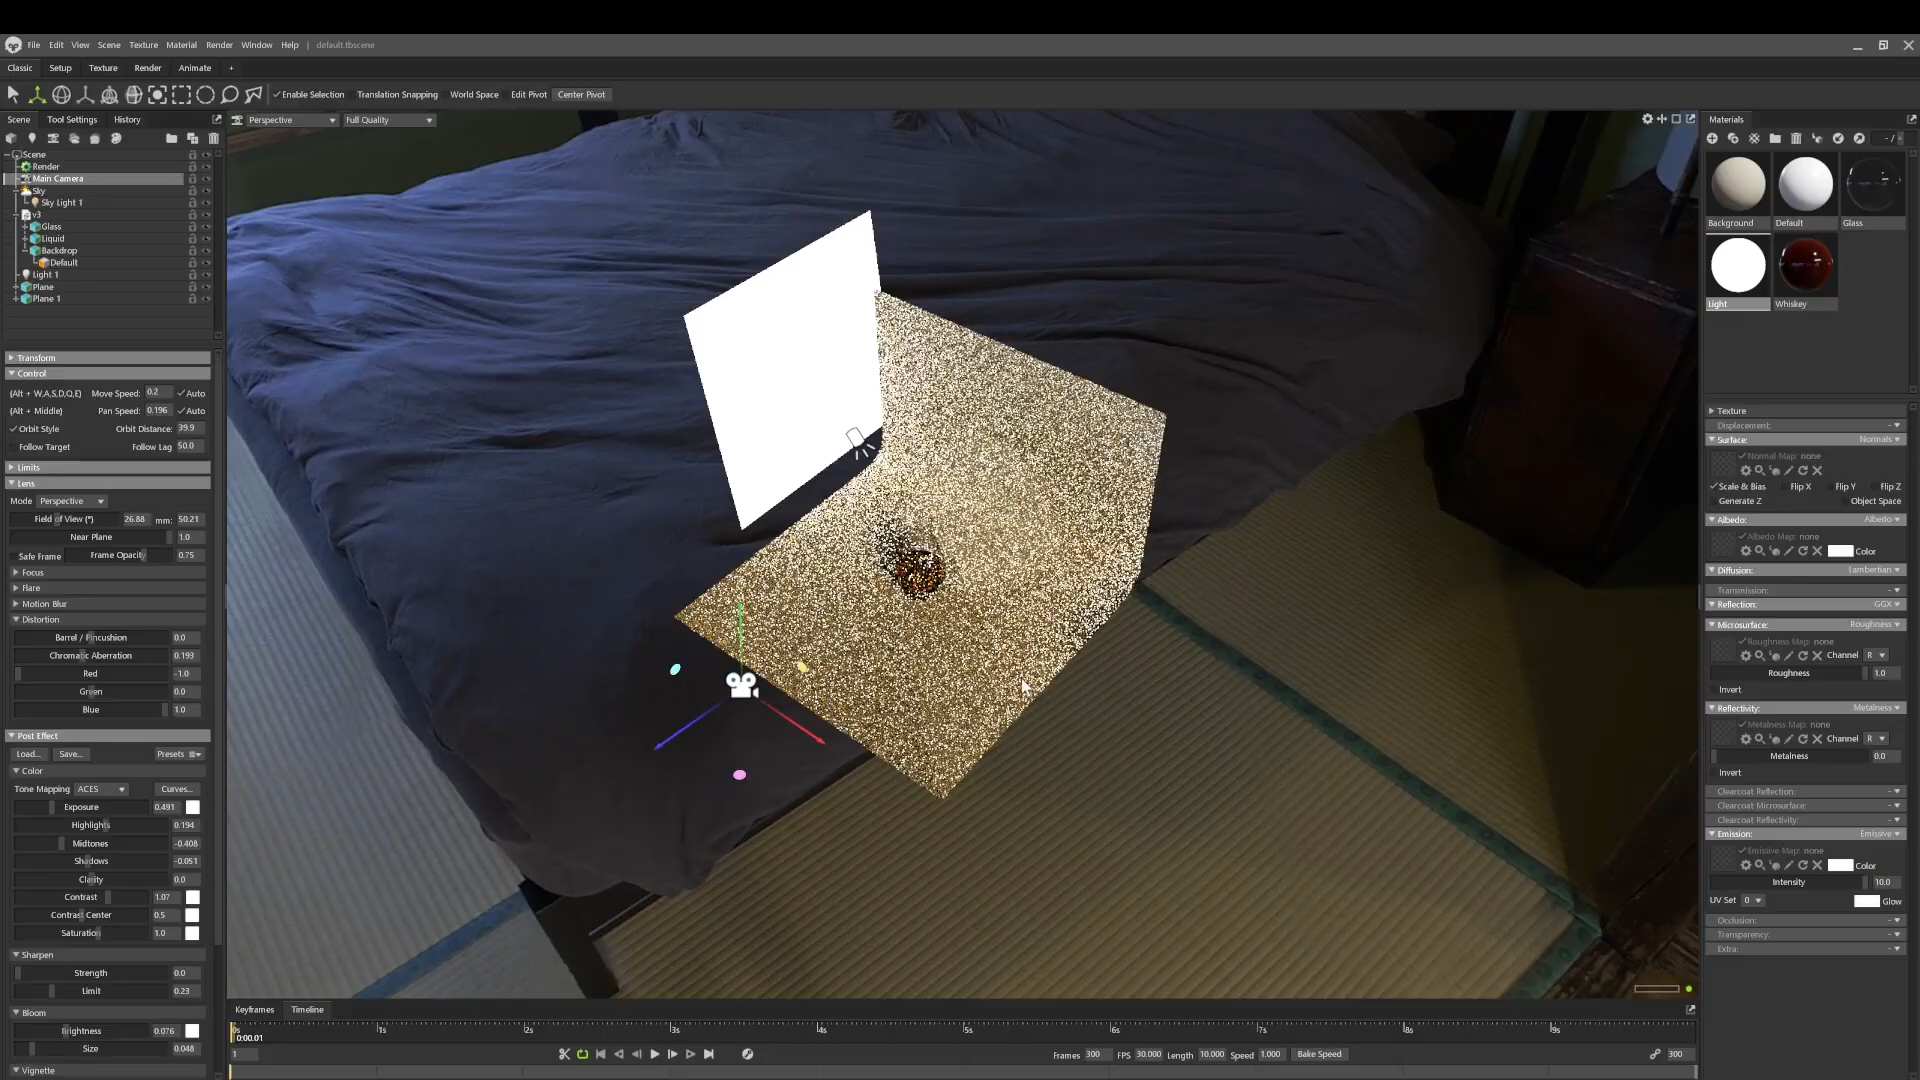 File Edit View Scene Texture Material Render Window Help default.tbscene
Classic Setup Texture Render Animate +
Enable Selection Translation Snapping World Space Edit Pivot Center Pivot
Scene Tool Settings History
Perspective Full Quality
Scene
Render
Main Camera
Sky
Sky Light 1
v3
Glass
Liquid
Backdrop
Default
Light 1
Plane
Plane 1
Transform
Control
(Alt + W,A,S,D,Q,E) Move Speed: 0.2 Auto
(Alt + Middle) Pan Speed: 0.196 Auto
Orbit Style Orbit Distance: 39.9
Follow Target Follow Lag 50.0
Limits
Lens
Mode Perspective
Field of View (°) 26.88 mm: 50.21
Near Plane 1.0
Safe Frame Frame Opacity 0.75
Focus
Flare
Motion Blur
Distortion
Barrel / Pincushion 0.0
Chromatic Aberration 0.193
Red -1.0
Green 0.0
Blue 1.0
Post Effect
Load... Save... Presets
Color
Tone Mapping ACES Curves...
Exposure 0.491
Highlights 0.194
Midtones -0.408
Shadows -0.051
Clarity 0.0
Contrast 1.07
Contrast Center 0.5
Saturation 1.0
Sharpen
Strength 0.0
Limit 0.23
Bloom
Brightness 0.076
Size 0.048
Vignette
Keyframes Timeline
0s 1s 2s 3s 4s 5s 6s 7s 8s 9s
0:00.01
1 Frames 300 FPS 30.000 Length 10.000 Speed 1.000 Bake Speed 300
Materials
- /
Background Default Glass
Light Whiskey
Texture
Displacement: -
Surface: Normals
Normal Map: none
Scale & Bias Flip X Flip Y Flip Z
Generate Z Object Space
Albedo: Albedo
Albedo Map: none
Color
Diffusion: Lambertian
Transmission: -
Reflection: GGX
Microsurface: Roughness
Roughness Map: none
Channel R
Roughness 1.0
Invert
Reflectivity: Metalness
Metalness Map: none
Channel R
Metalness 0.0
Invert
Clearcoat Reflection: -
Clearcoat Microsurface: -
Clearcoat Reflectivity: -
Emission: Emissive
Emissive Map: none
Color
Intensity 10.0
UV Set 0 Glow
Occlusion: -
Transparency: -
Extra: -